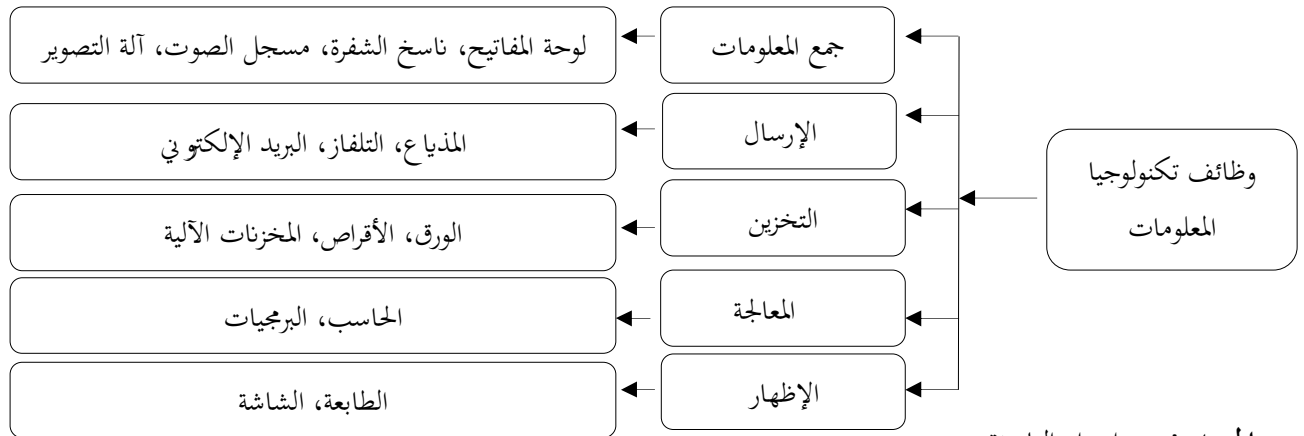 وظائف تكنولوجيا
المعلومات
جمع المعلومات
لوحة المفاتيح، ناسخ الشفرة، مسجل الصوت، آلة التصوير
الإرسال
المذياع، التلفاز، البريد الإلكتروني
التخزين
الورق، الأقراص، المخزنات الآلية
المعالجة
الحاسب، البرمجيات
الإظهار
الطابعة، الشاشة